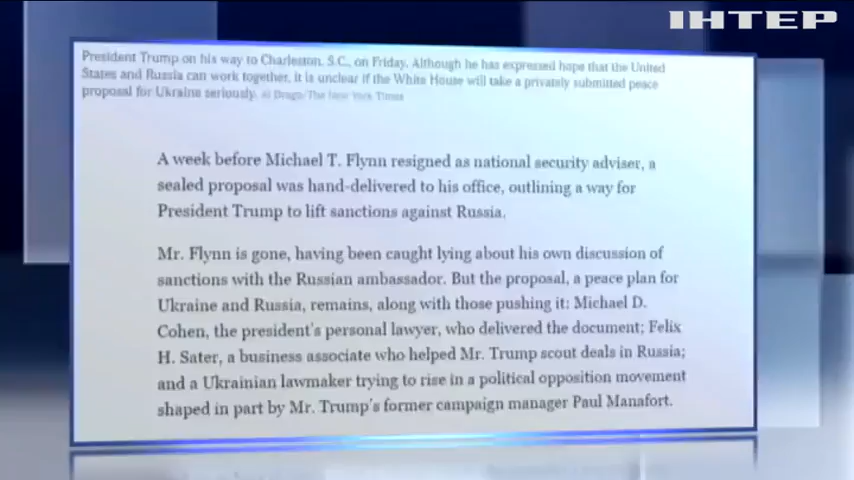 ІНТЕР
President Trump on his way to Charleston, S.C., on Friday. Although he has expressed hope that the United
States and Russia can work together, it is unclear if the White House will take a privately submitted peace
proposal for Ukraine seriously. Al Drago/The New York Times
A week before Michael T. Flynn resigned as national security adviser, a
sealed proposal was hand-delivered to his office, outlining a way for
President Trump to lift sanctions against Russia.
Mr. Flynn is gone, having been caught lying about his own discussion of
sanctions with the Russian ambassador. But the proposal, a peace plan for
Ukraine and Russia, remains, along with those pushing it: Michael D.
Cohen, the president's personal lawyer, who delivered the document; Felix
H. Sater, a business associate who helped Mr. Trump scout deals in Russia;
and a Ukrainian lawmaker trying to rise in a political opposition movement
shaped in part by Mr. Trump's former campaign manager Paul Manafort.